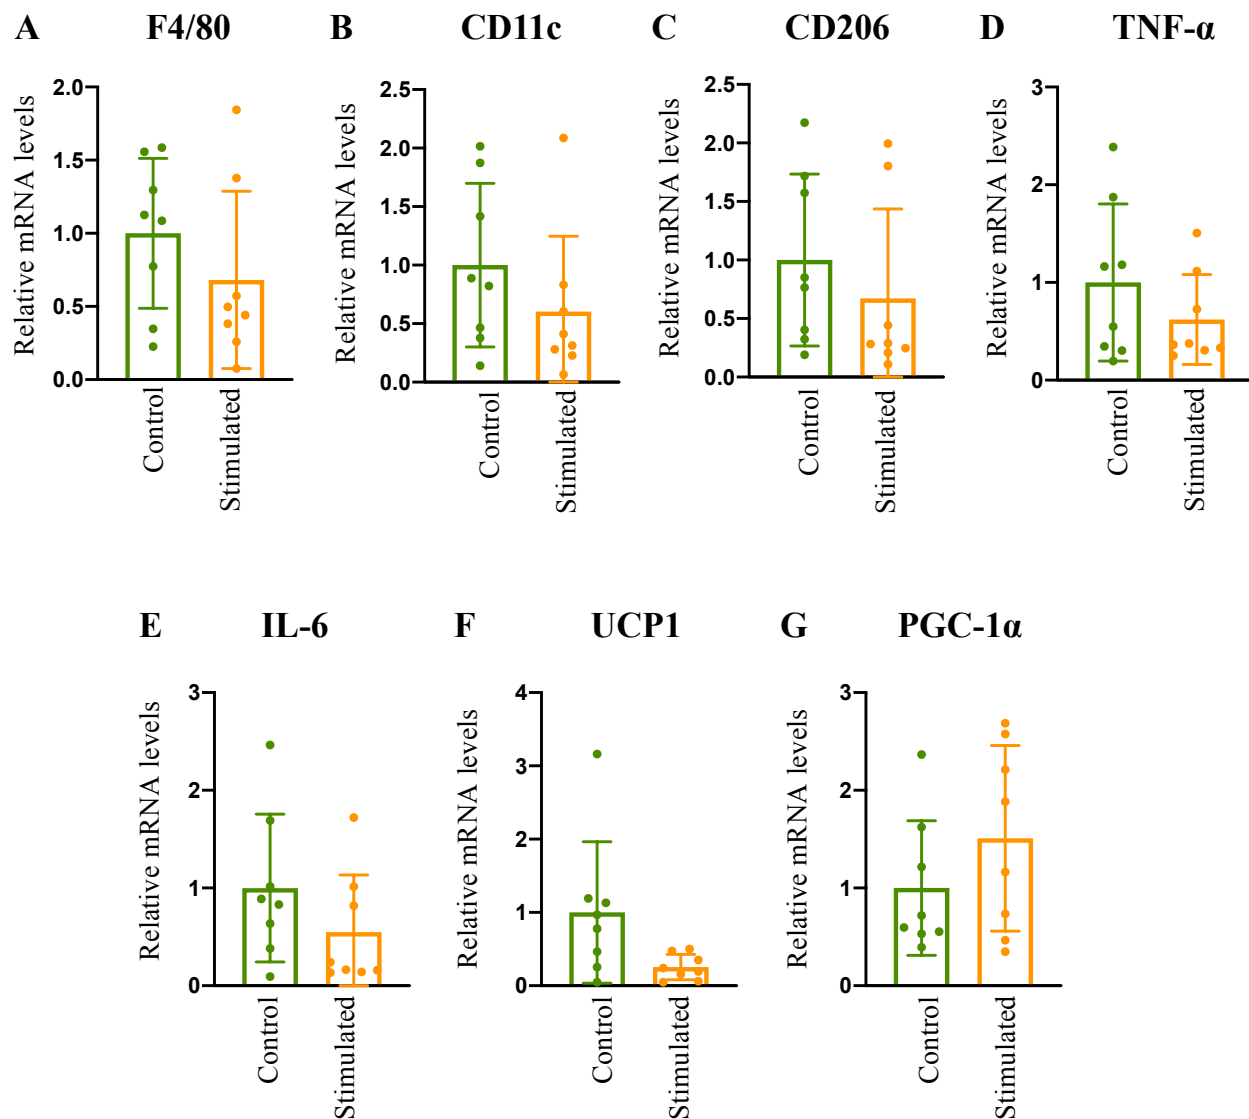 A F4/80 B CD11c C CD206 D TNF-α
Relative mRNA levels
2.0
1.5
1.0
0.5
0.0
Control
Stimulated
Relative mRNA levels
2.5
2.0
1.5
1.0
0.5
0.0
Control
Stimulated
Relative mRNA levels
2.5
2.0
1.5
1.0
0.5
0.0
Control
Stimulated
Relative mRNA levels
3
2
1
0
Control
Stimulated
E IL-6 F UCP1 G PGC-1α
Relative mRNA levels
3
2
1
0
Control
Stimulated
Relative mRNA levels
4
3
2
1
0
Control
Stimulated
Relative mRNA levels
3
2
1
0
Control
Stimulated